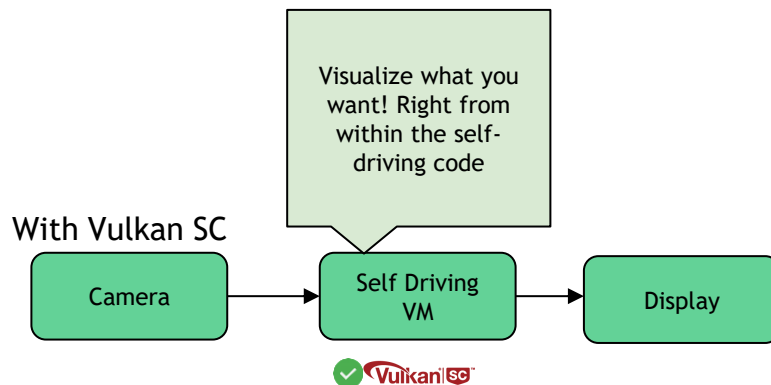 Visualize what you
want! Right from
within the self-
driving code
With Vulkan SC
Camera
Self Driving
VM
Display
Vulkan SC™